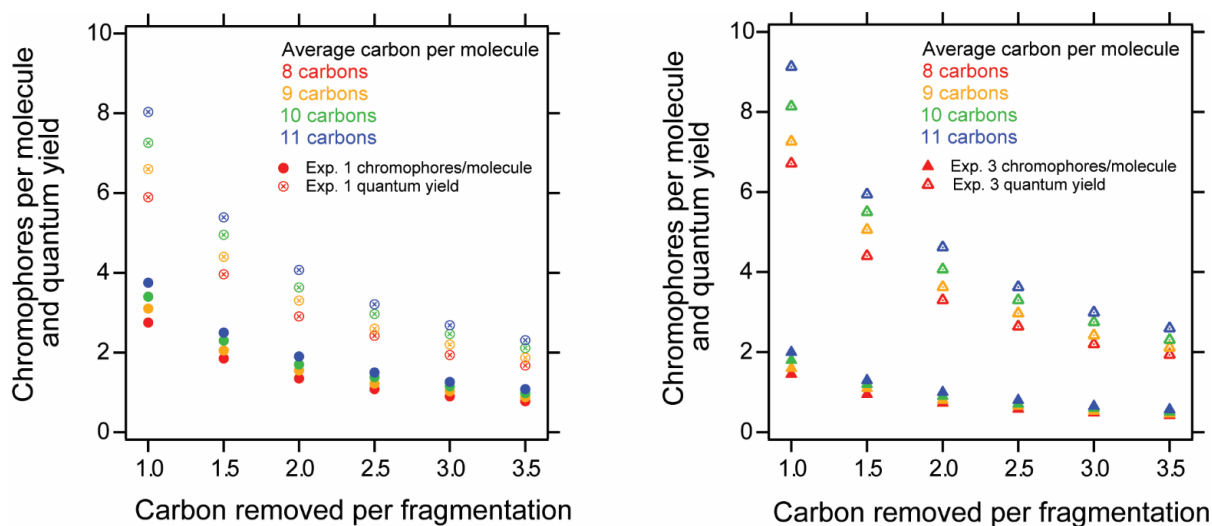 Chromophores per molecule
and quantum yield
10
8
6
4
2
0
Average carbon per molecule
8 carbons
9 carbons
10 carbons
11 carbons
Exp. 1 chromophores/molecule
Exp. 1 quantum yield
1.0 1.5 2.0 2.5 3.0 3.5
Carbon removed per fragmentation
Chromophores per molecule
and quantum yield
10
8
6
4
2
0
Average carbon per molecule
8 carbons
9 carbons
10 carbons
11 carbons
Exp. 3 chromophores/molecule
Exp. 3 quantum yield
1.0 1.5 2.0 2.5 3.0 3.5
Carbon removed per fragmentation